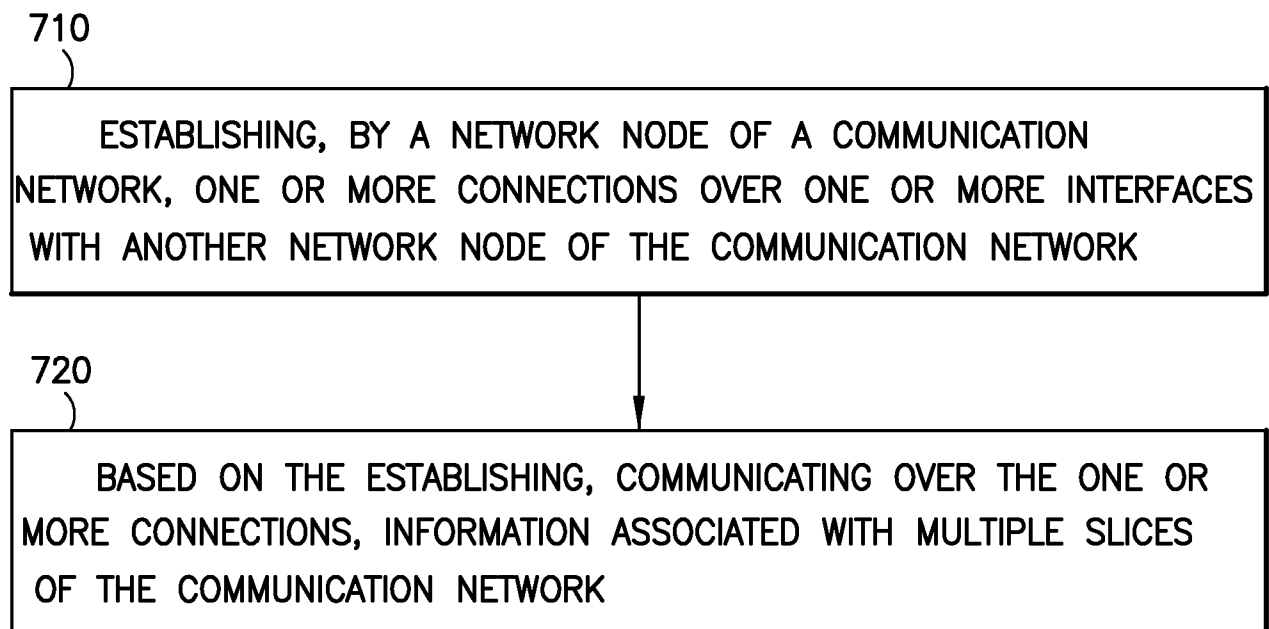 710
ESTABLISHING, BY A NETWORK NODE OF A COMMUNICATION
NETWORK, ONE OR MORE CONNECTIONS OVER ONE OR MORE INTERFACES
WITH ANOTHER NETWORK NODE OF THE COMMUNICATION NETWORK
720
BASED ON THE ESTABLISHING, COMMUNICATING OVER THE ONE OR
MORE CONNECTIONS, INFORMATION ASSOCIATED WITH MULTIPLE SLICES
OF THE COMMUNICATION NETWORK